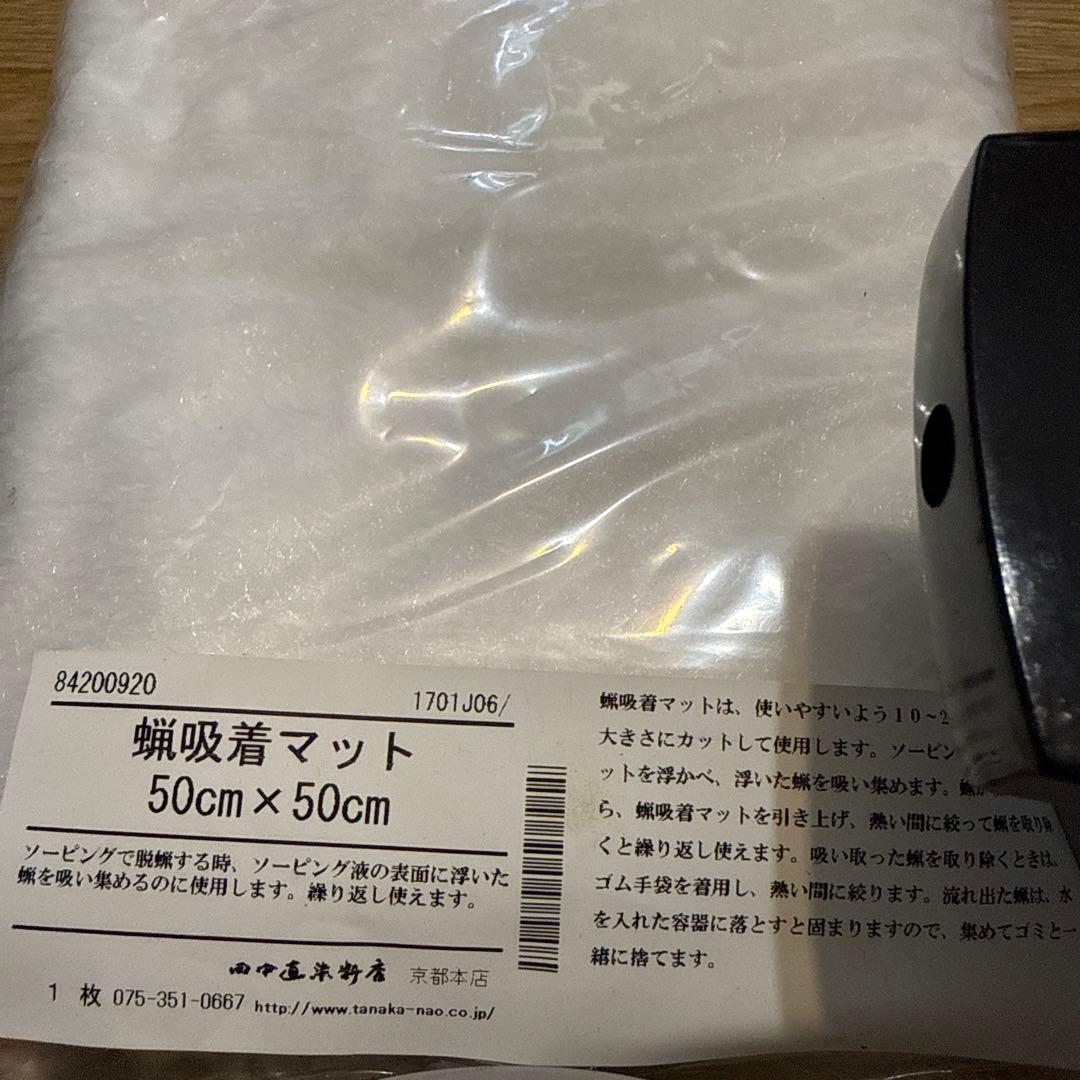 84200920
1701J06/
蝋吸着マット
50cm×50cm
ソーピングで脱蝋する時、ソーピング液の表面に浮いた
蝋を吸い集めるのに使用します。繰り返し使えます。
田中直染料店 京都本店
1 枚 075-351-0667 http://www.tanaka-nao.co.jp/
蝋吸着マットは、使いやすいよう10~2
大きさにカットして使用します。ソーピン
ットを浮かべ、浮いた蝋を吸い集めます。蝋が
ら、蝋吸着マットを引き上げ、熱い間に絞って蝋を取り除
くと繰り返し使えます。吸い取った蝋を取り除くときは、
ゴム手袋を着用し、熱い間に絞ります。流れ出た蝋は、水
を入れた容器に落とすと固まりますので、集めてゴミと一
緒に捨てます。